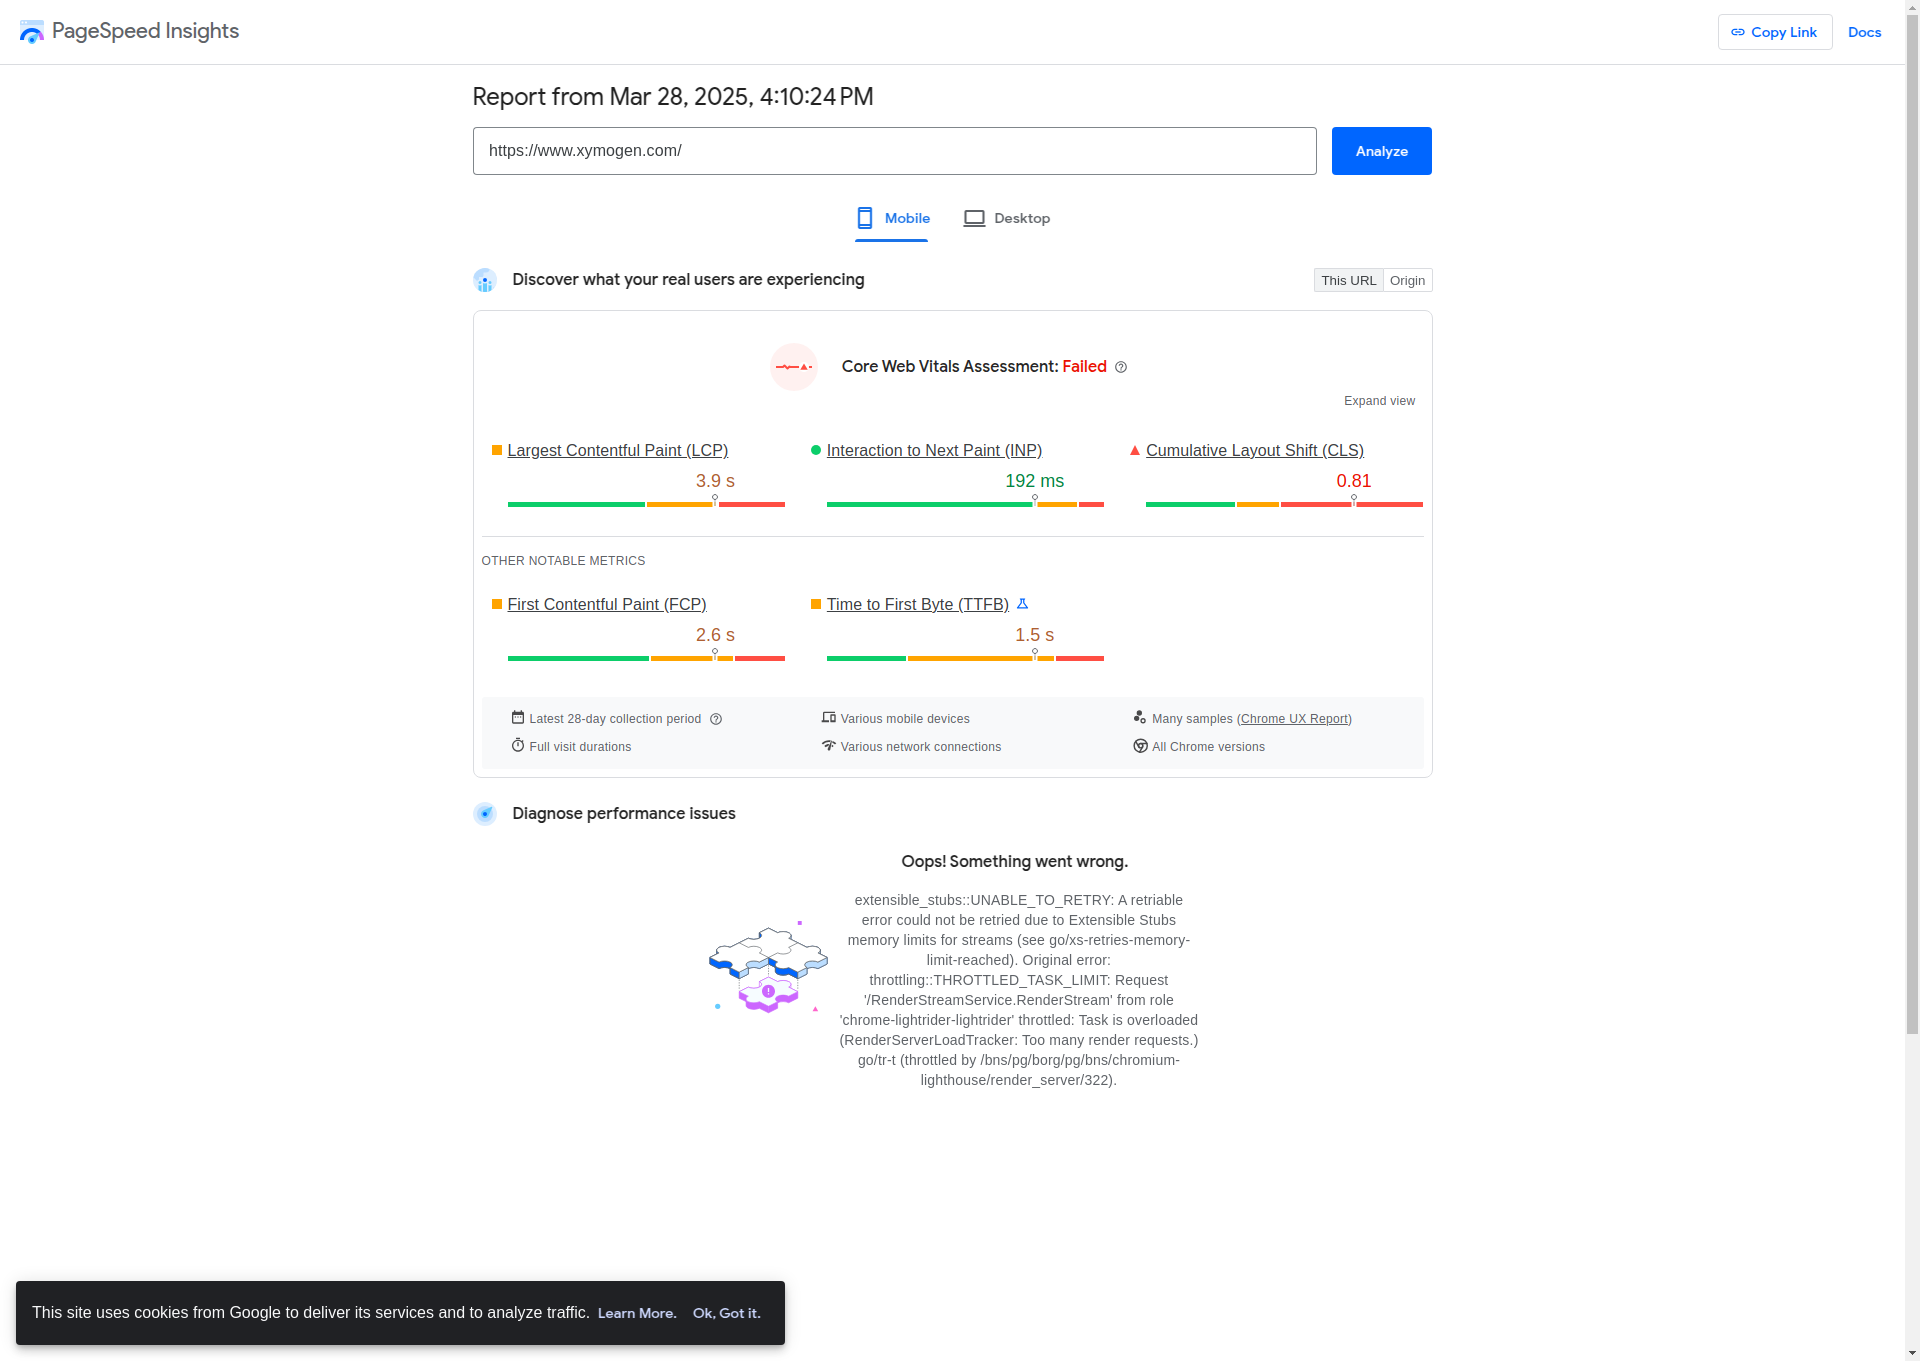 PageSpeed Insights
Copy Link
Docs
Report from Mar 28, 2025, 4:10:24 PM
https://www.xymogen.com/
Analyze
Mobile
Desktop
Discover what your real users are experiencing
This URL
Origin
Core Web Vitals Assessment: Failed
Expand view
Largest Contentful Paint (LCP)
3.9 s
Interaction to Next Paint (INP)
192 ms
Cumulative Layout Shift (CLS)
0.81
OTHER NOTABLE METRICS
First Contentful Paint (FCP)
2.6 s
Time to First Byte (TTFB)
1.5 s
Latest 28-day collection period
Various mobile devices
Many samples (Chrome UX Report)
Full visit durations
Various network connections
All Chrome versions
Diagnose performance issues
Oops! Something went wrong.
extensible_stubs::UNABLE_TO_RETRY: A retriable
error could not be retried due to Extensible Stubs
memory limits for streams (see go/xs-retries-memory-
limit-reached). Original error:
throttling::THROTTLED_TASK_LIMIT: Request
'/RenderStreamService.RenderStream' from role
'chrome-lightrider-lightrider' throttled: Task is overloaded
(RenderServerLoadTracker: Too many render requests.)
go/tr-t (throttled by /bns/pg/borg/pg/bns/chromium-
lighthouse/render_server/322).
This site uses cookies from Google to deliver its services and to analyze traffic. Learn More. Ok, Got it.